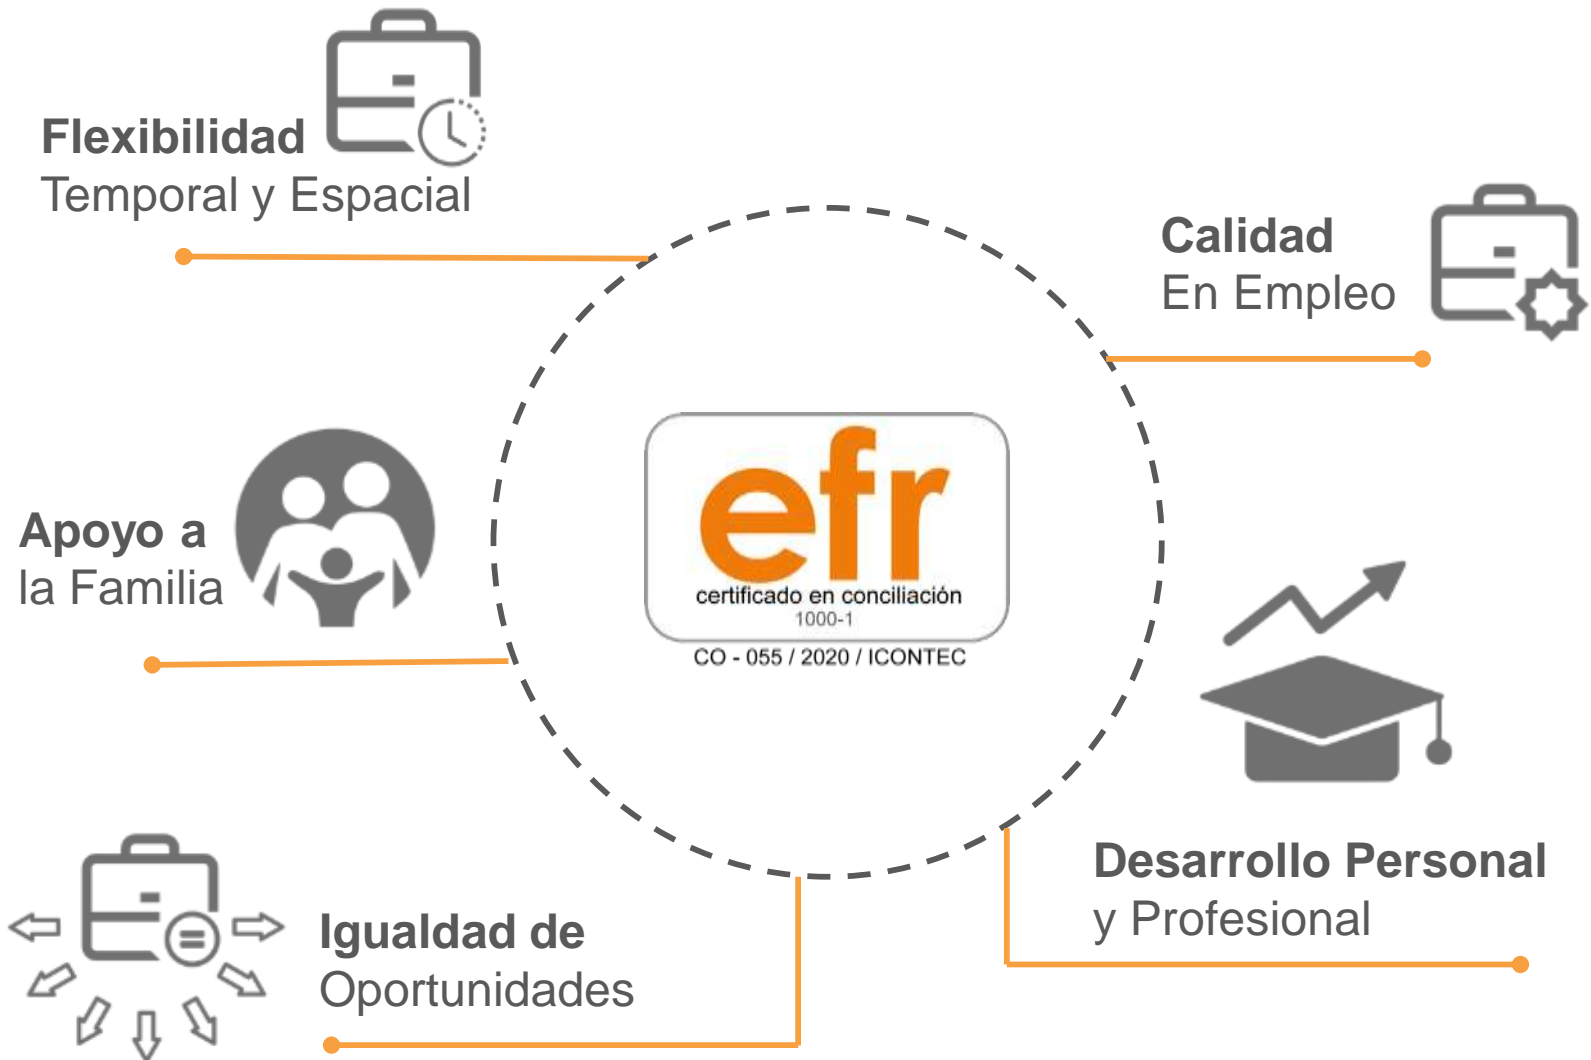 Flexibilidad
Temporal y Espacial
Calidad
En Empleo
Apoyo a
la Familia
efr
certificado en conciliación
1000-1
CO - 055 / 2020 / ICONTEC
Desarrollo Personal
y Profesional
Igualdad de
Oportunidades